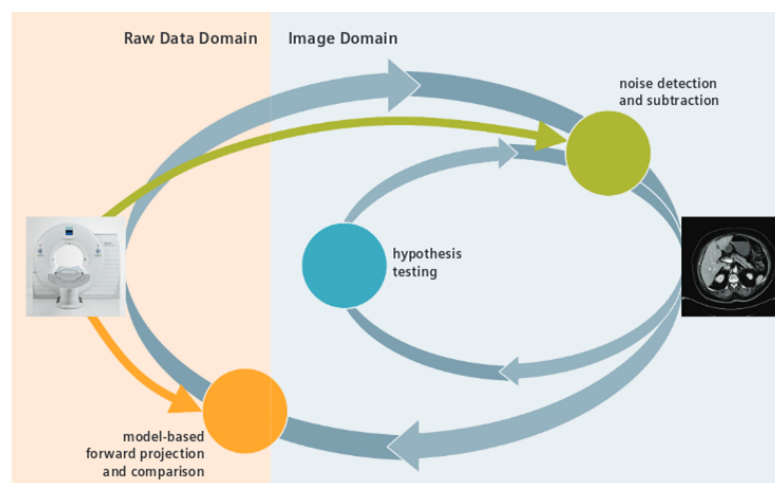 Raw Data Domain
Image Domain
noise detection
and subtraction
hypothesis
testing
model-based
forward projection
and comparison